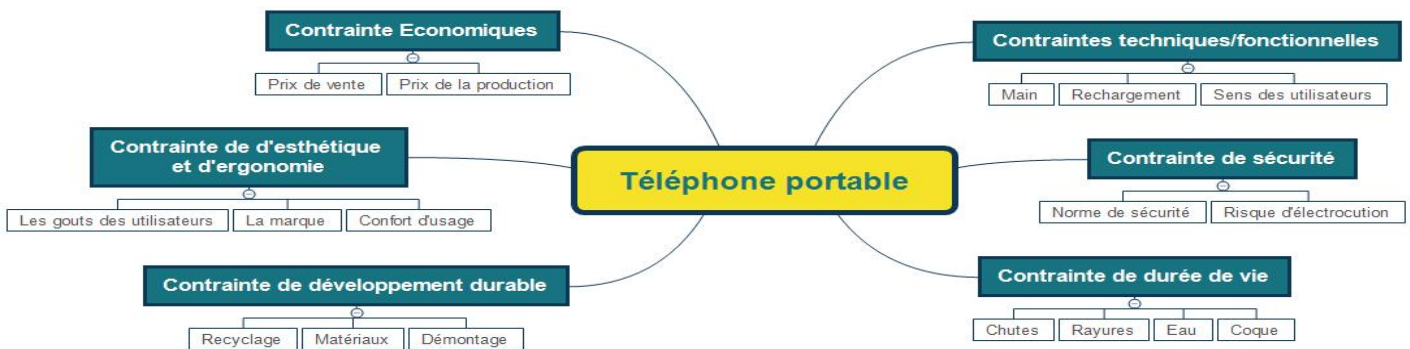 Contrainte Economiques
Prix de vente
Prix de la production
Contraintes techniques/fonctionnelles
Main
Rechargement
Sens des utilisateurs
Contrainte de d'esthétique
et d'ergonomie
Les gouts des utilisateurs
La marque
Confort d'usage
Téléphone portable
Contrainte de sécurité
Norme de sécurité
Risque d'électrocution
Contrainte de développement durable
Recyclage
Matériaux
Démontage
Contrainte de durée de vie
Chutes
Rayures
Eau
Coque